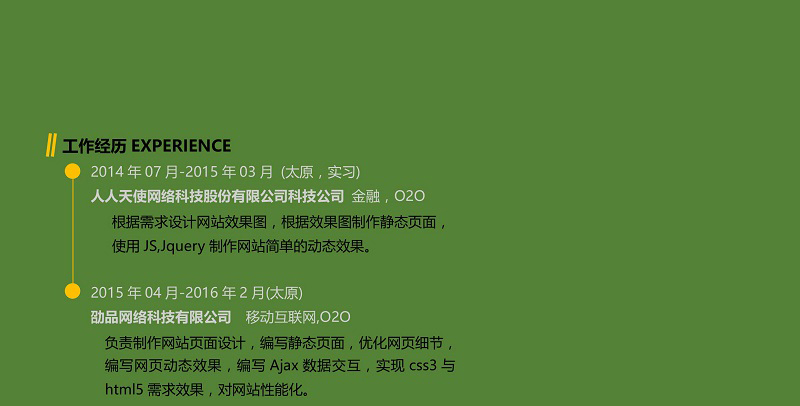 工作经历 EXPERIENCE
2014 年 07 月-2015 年 03 月 (太原，实习)
人人天使网络科技股份有限公司科技公司 金融，O2O
根据需求设计网站效果图，根据效果图制作静态页面，
使用 JS,Jquery 制作网站简单的动态效果。
2015 年 04 月-2016 年 2 月(太原)
劭品网络科技有限公司 移动互联网,O2O
负责制作网站页面设计，编写静态页面，优化网页细节，
编写网页动态效果，编写 Ajax 数据交互，实现 css3 与
html5 需求效果，对网站性能化。